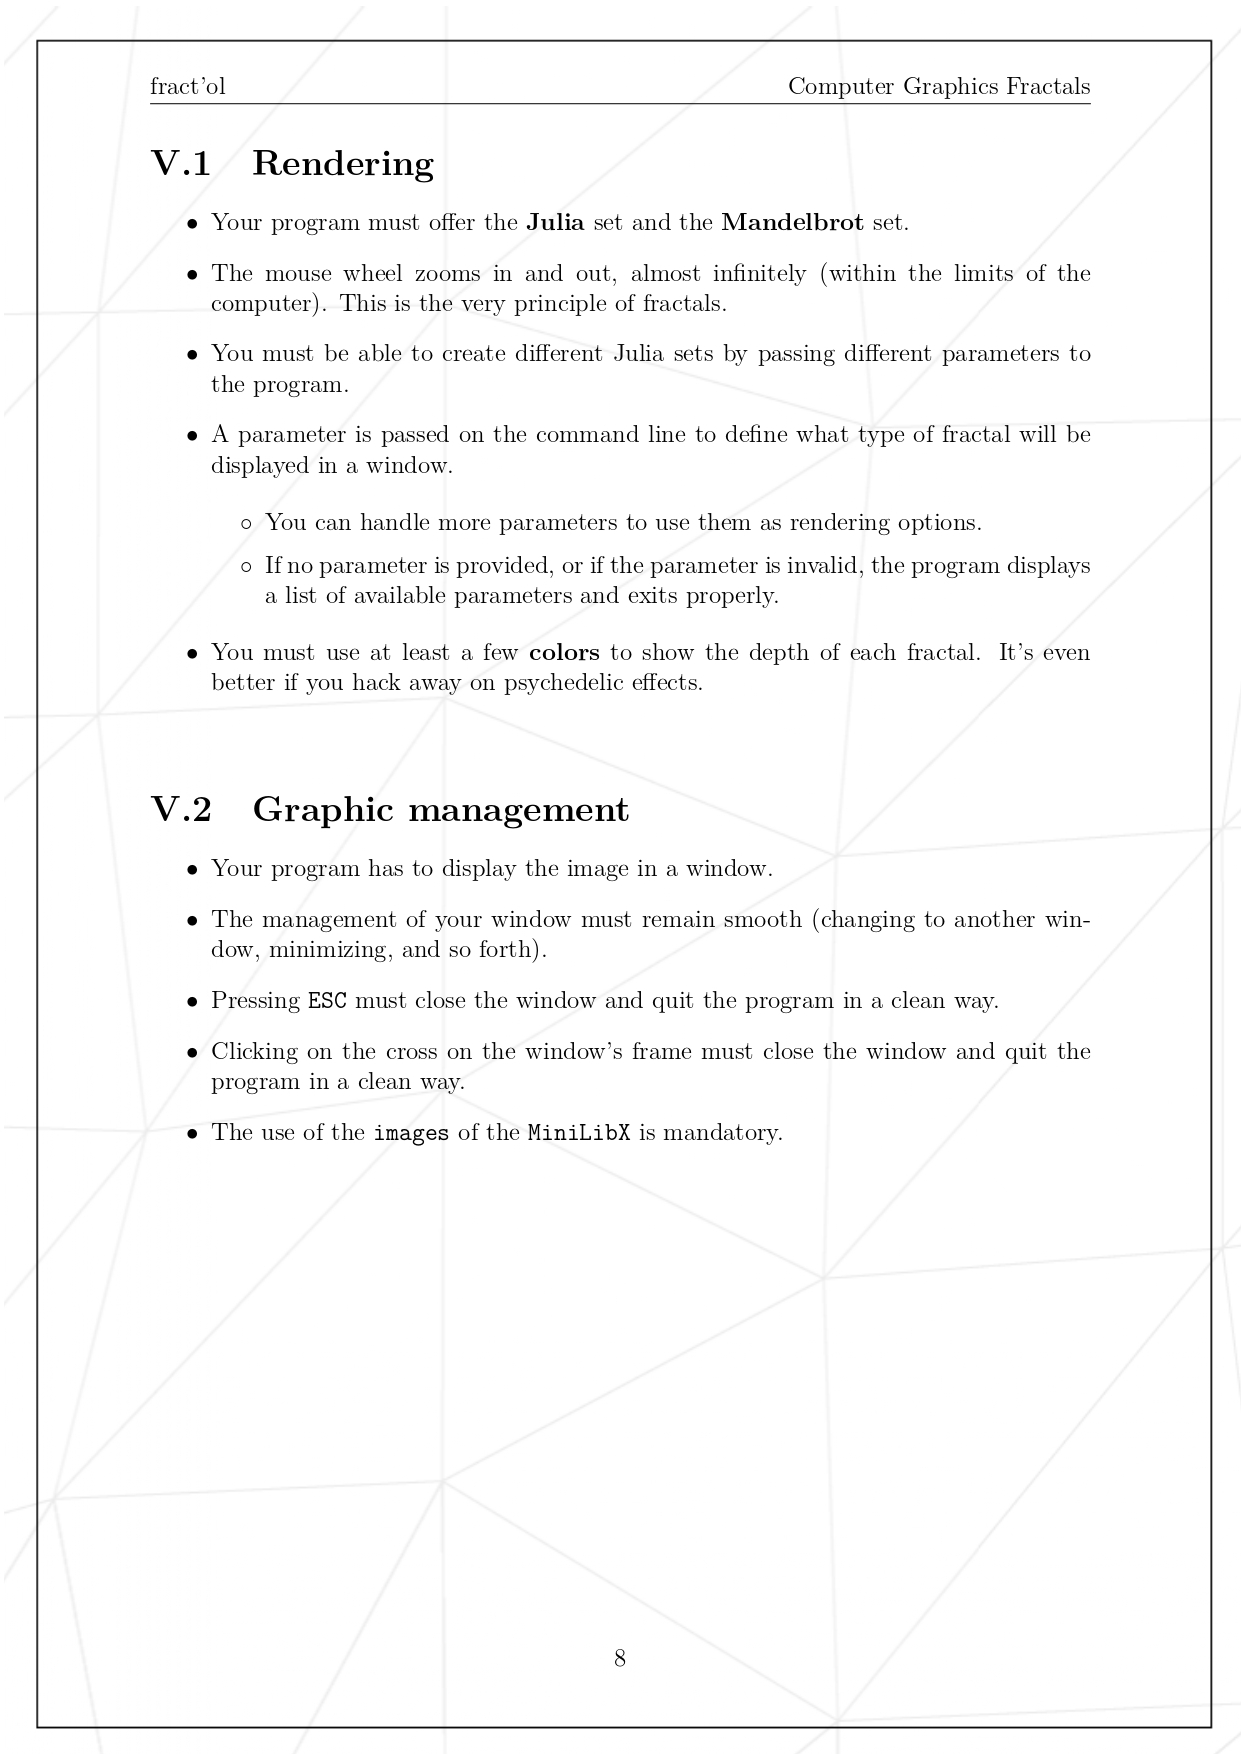 fract'ol
Computer Graphics Fractals
V.1 Rendering
• Your program must offer the Julia set and the Mandelbrot set.
• The mouse wheel zooms in and out, almost infinitely (within the limits of the
computer). This is the very principle of fractals.
• You must be able to create different Julia sets by passing different parameters to
the program.
• A parameter is passed on the command line to define what type of fractal will be
displayed in a window.
◦ You can handle more parameters to use them as rendering options.
◦ If no parameter is provided, or if the parameter is invalid, the program displays
a list of available parameters and exits properly.
• You must use at least a few colors to show the depth of each fractal. It's even
better if you hack away on psychedelic effects.
V.2 Graphic management
• Your program has to display the image in a window.
• The management of your window must remain smooth (changing to another win-
dow, minimizing, and so forth).
• Pressing ESC must close the window and quit the program in a clean way.
• Clicking on the cross on the window's frame must close the window and quit the
program in a clean way.
• The use of the images of the MiniLibX is mandatory.
8